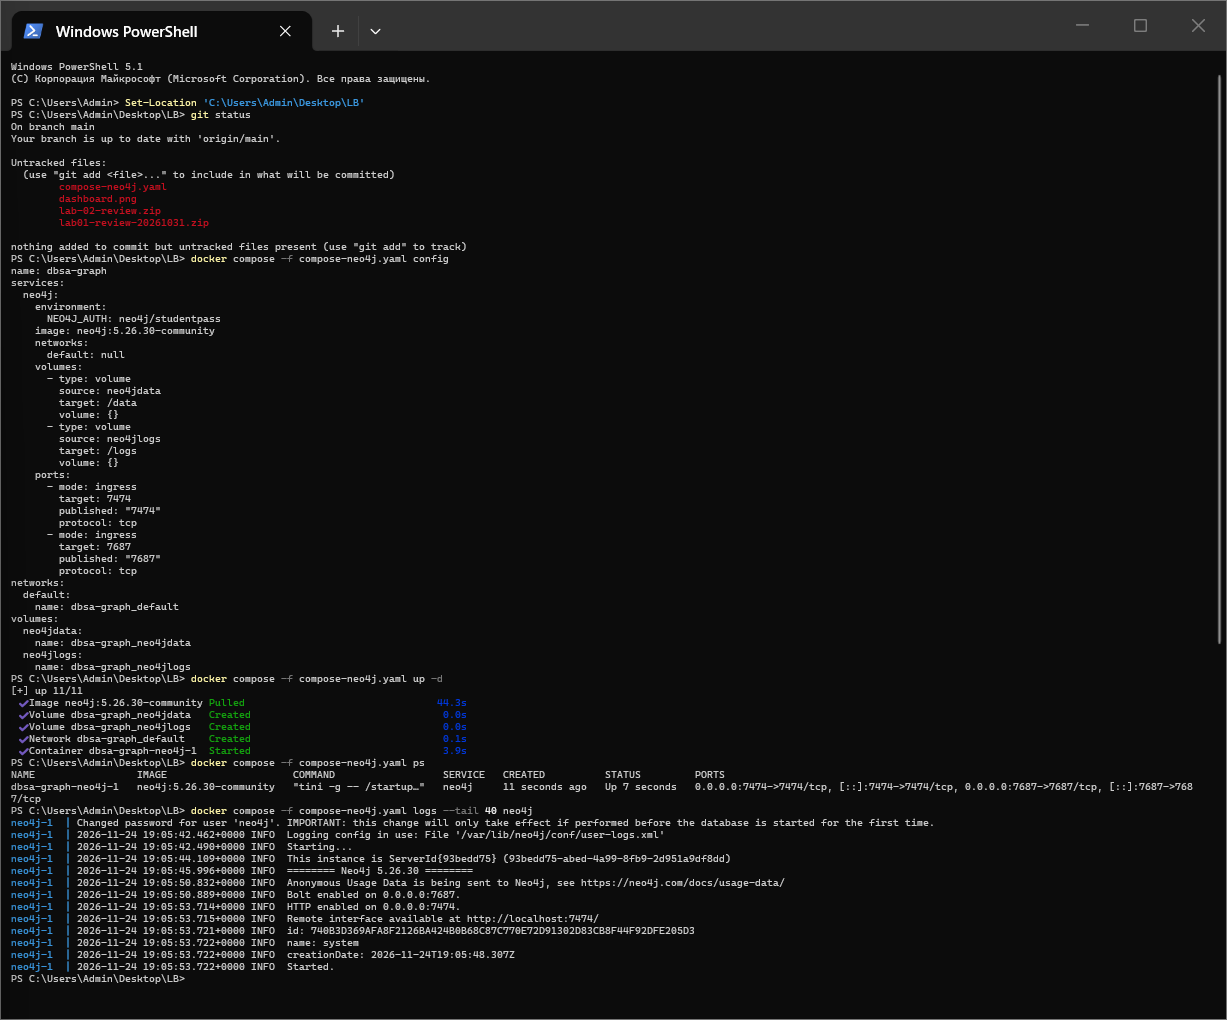 Windows PowerShell
Windows PowerShell 5.1
(C) Корпорация Майкрософт (Microsoft Corporation). Все права защищены.
PS C:\Users\Admin> Set-Location 'C:\Users\Admin\Desktop\LB'
PS C:\Users\Admin\Desktop\LB> git status
On branch main
Your branch is up to date with 'origin/main'.
Untracked files:
  (use "git add <file>..." to include in what will be committed)
        compose-neo4j.yaml
        dashboard.png
        lab-02-review.zip
        lab01-review-20261031.zip
nothing added to commit but untracked files present (use "git add" to track)
PS C:\Users\Admin\Desktop\LB> docker compose -f compose-neo4j.yaml config
name: dbsa-graph
services:
  neo4j:
    environment:
      NEO4J_AUTH: neo4j/studentpass
    image: neo4j:5.26.30-community
    networks:
      default: null
    volumes:
      - type: volume
        source: neo4jdata
        target: /data
        volume: {}
      - type: volume
        source: neo4jlogs
        target: /logs
        volume: {}
    ports:
      - mode: ingress
        target: 7474
        published: "7474"
        protocol: tcp
      - mode: ingress
        target: 7687
        published: "7687"
        protocol: tcp
networks:
  default:
    name: dbsa-graph_default
volumes:
  neo4jdata:
    name: dbsa-graph_neo4jdata
  neo4jlogs:
    name: dbsa-graph_neo4jlogs
PS C:\Users\Admin\Desktop\LB> docker compose -f compose-neo4j.yaml up -d
[+] up 11/11
 ✔Image neo4j:5.26.30-community Pulled 44.3s
 ✔Volume dbsa-graph_neo4jdata Created 0.0s
 ✔Volume dbsa-graph_neo4jlogs Created 0.0s
 ✔Network dbsa-graph_default Created 0.1s
 ✔Container dbsa-graph-neo4j-1 Started 3.9s
PS C:\Users\Admin\Desktop\LB> docker compose -f compose-neo4j.yaml ps
NAME IMAGE COMMAND SERVICE CREATED STATUS PORTS
dbsa-graph-neo4j-1 neo4j:5.26.30-community "tini -g -- /startup…" neo4j 11 seconds ago Up 7 seconds 0.0.0.0:7474->7474/tcp, [::]:7474->7474/tcp, 0.0.0.0:7687->7687/tcp, [::]:7687->768
7/tcp
PS C:\Users\Admin\Desktop\LB> docker compose -f compose-neo4j.yaml logs --tail 40 neo4j
neo4j-1 | Changed password for user 'neo4j'. IMPORTANT: this change will only take effect if performed before the database is started for the first time.
neo4j-1 | 2026-11-24 19:05:42.462+0000 INFO Logging config in use: File '/var/lib/neo4j/conf/user-logs.xml'
neo4j-1 | 2026-11-24 19:05:42.490+0000 INFO Starting...
neo4j-1 | 2026-11-24 19:05:44.109+0000 INFO This instance is ServerId{93bedd75} (93bedd75-abed-4a99-8fb9-2d951a9df8dd)
neo4j-1 | 2026-11-24 19:05:45.996+0000 INFO ======== Neo4j 5.26.30 ========
neo4j-1 | 2026-11-24 19:05:50.832+0000 INFO Anonymous Usage Data is being sent to Neo4j, see https://neo4j.com/docs/usage-data/
neo4j-1 | 2026-11-24 19:05:50.889+0000 INFO Bolt enabled on 0.0.0.0:7687.
neo4j-1 | 2026-11-24 19:05:53.714+0000 INFO HTTP enabled on 0.0.0.0:7474.
neo4j-1 | 2026-11-24 19:05:53.715+0000 INFO Remote interface available at http://localhost:7474/
neo4j-1 | 2026-11-24 19:05:53.721+0000 INFO id: 740B3D369AFA8F2126BA424B0B68C87C770E72D91302D83CB8F44F92DFE205D3
neo4j-1 | 2026-11-24 19:05:53.722+0000 INFO name: system
neo4j-1 | 2026-11-24 19:05:53.722+0000 INFO creationDate: 2026-11-24T19:05:48.307Z
neo4j-1 | 2026-11-24 19:05:53.722+0000 INFO Started.
PS C:\Users\Admin\Desktop\LB>